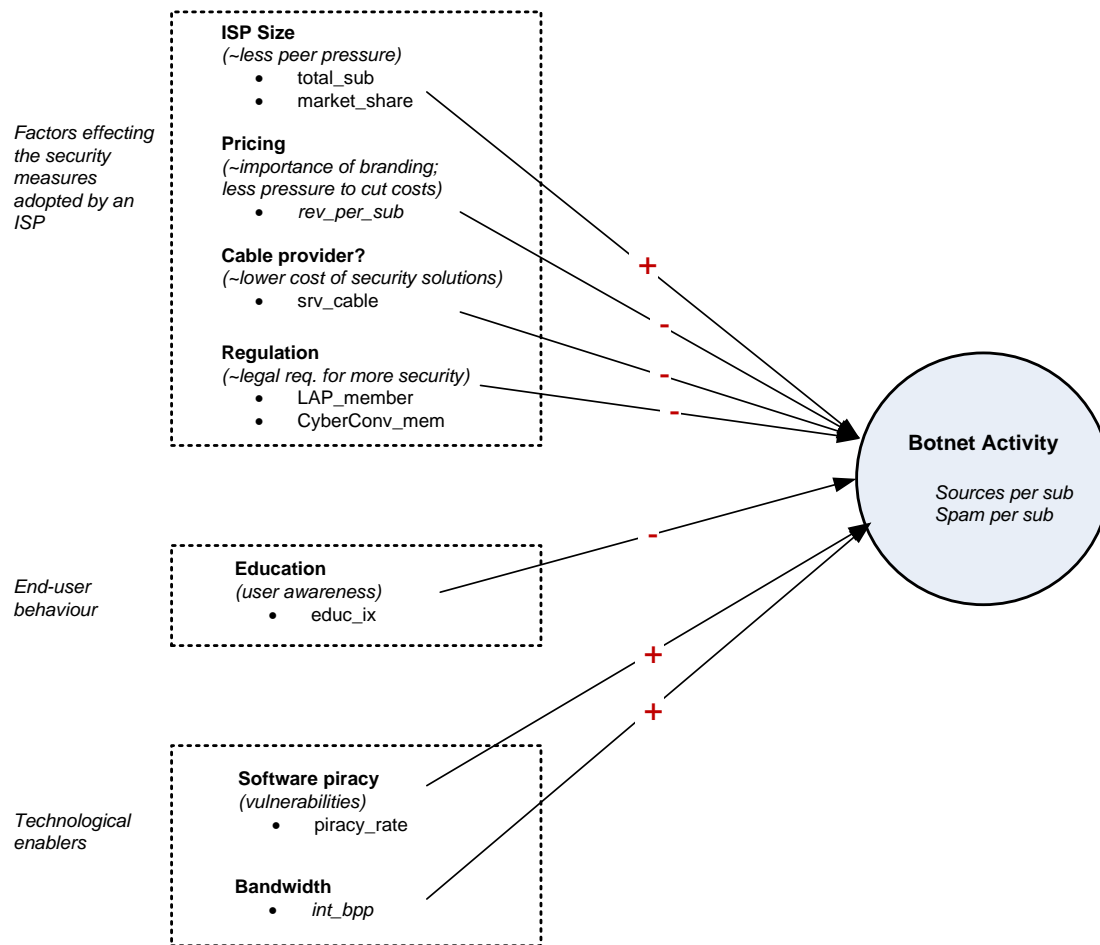 Factors effecting
the security
measures
adopted by an
ISP
ISP Size
(~less peer pressure)
• total_sub
• market_share
Pricing
(~importance of branding;
less pressure to cut costs)
• rev_per_sub
Cable provider?
(~lower cost of security solutions)
• srv_cable
Regulation
(~legal req. for more security)
• LAP_member
• CyberConv_mem
+
-
-
-
Botnet Activity
Sources per sub
Spam per sub
End-user
behaviour
Education
(user awareness)
• educ_ix
-
Technological
enablers
Software piracy
(vulnerabilities)
• piracy_rate
Bandwidth
• int_bpp
+
+